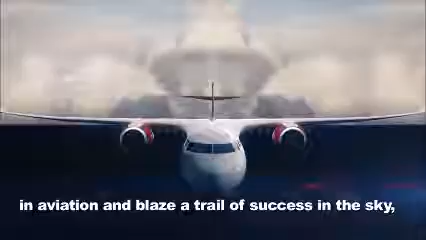 in aviation and blaze a trail of success in the sky,